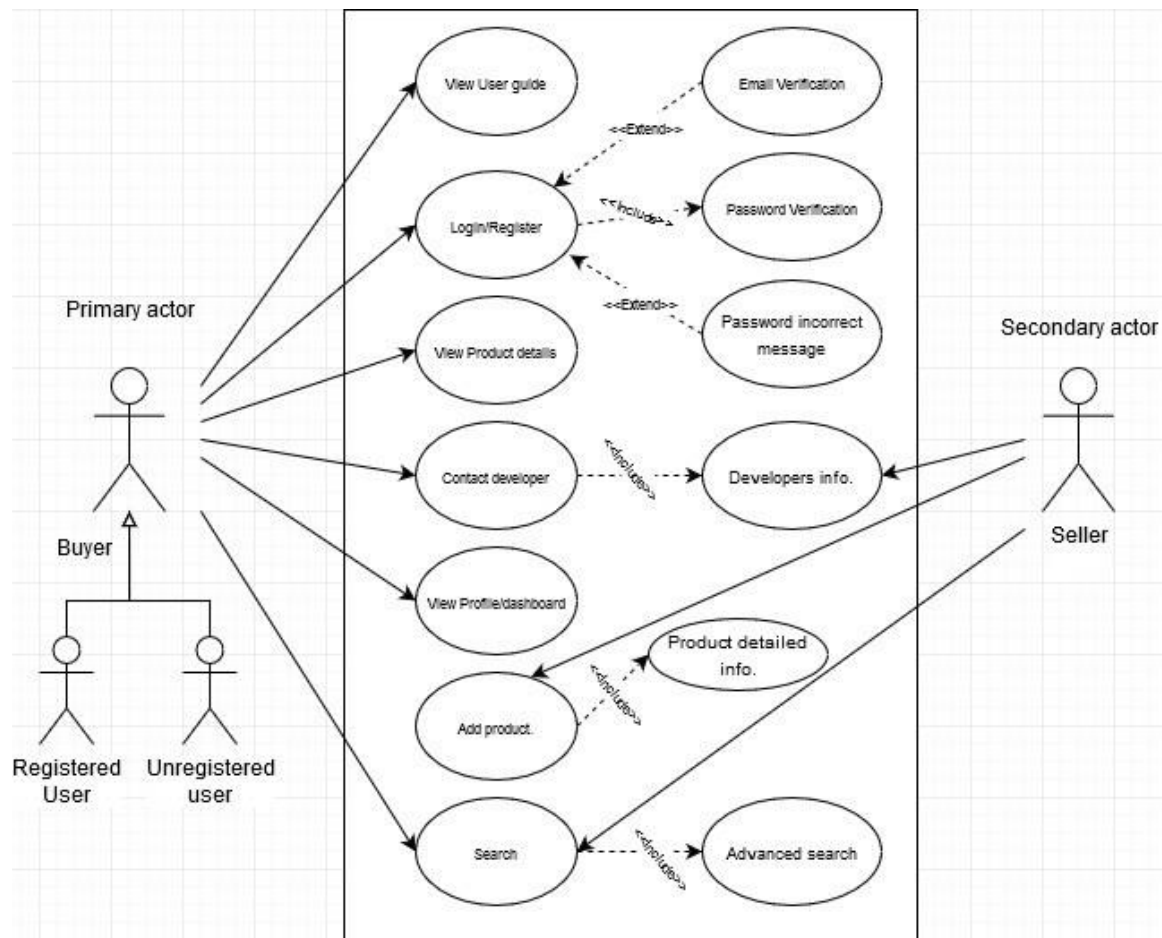 View User guide
Email Verification
<<Extend>>
Login/Register
<<Include>>
Password Verification
<<Extend>>
Password incorrect
message
View Product details
Primary actor
Buyer
Registered
User
Unregistered
user
Secondary actor
Seller
Contact developer
<<Include>>
Developers info.
View Profile/dashboard
Product detailed
info.
<<Include>>
Add product.
Search
<<Include>>
Advanced search